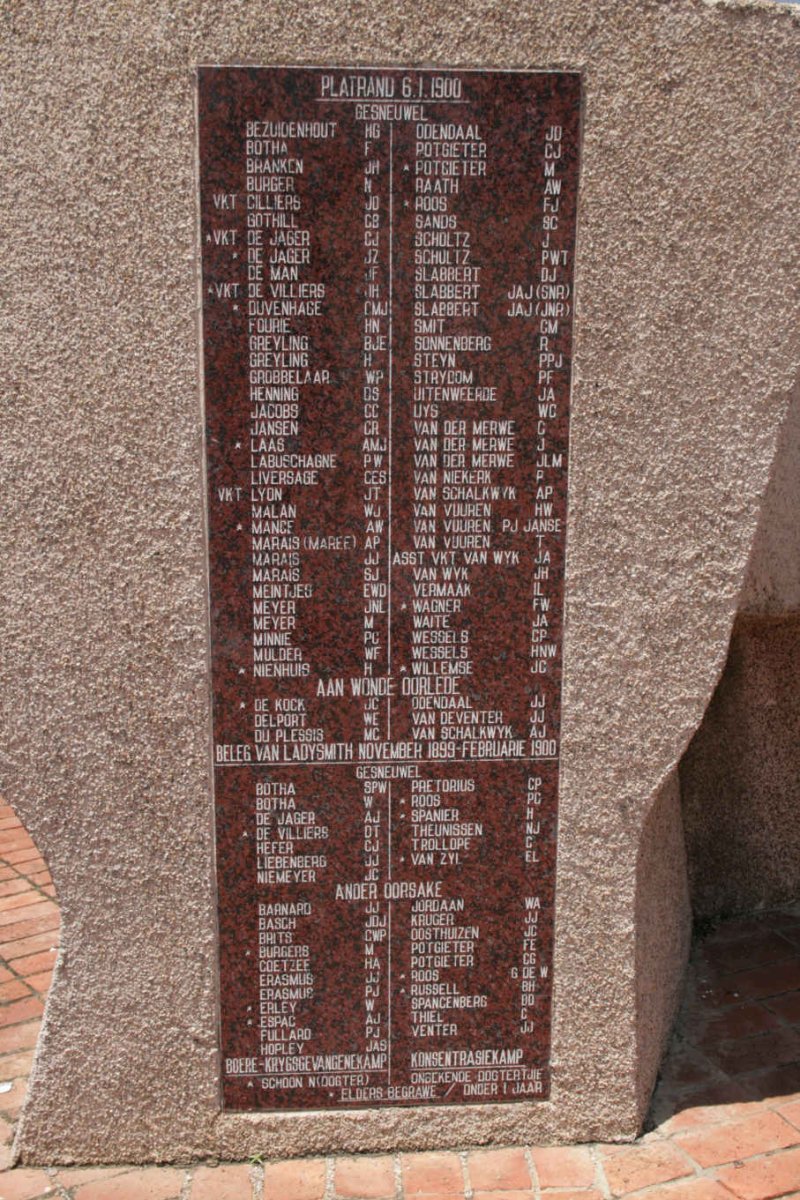 PLATRAND 6.1.1900
GESNEUWEL
BEZUIDENHOUT HG
BOTHA F
BRANKEN JH
BURGER N
VKT CILLIERS JD
GOTHILL CB
*VKT DE JAGER CJ
* DE JAGER JZ
DE MAN JF
*VKT DE VILLIERS IH
* DUVENHAGE CMJ
FOURIE HN
GREYLING BJE
GREYLING H
GROBBELAAR WP
HENNING DS
JACOBS CC
JANSEN CR
* LAAS AMJ
LABUSCHAGNE PW
LIVERSAGE CES
VKT LYON JT
MALAN WJ
* MANCE AW
MARAIS (MAREE) AP
MARAIS JJ
MARAIS SJ
MEINTJES EWD
MEYER JNL
MEYER M
MINNIE PC
MULDER WF
* NIENHUIS H
ODENDAAL JD
POTGIETER CJ
* POTGIETER M
RAATH AW
* ROOS FJ
SANDS SC
SCHOLTZ J
SCHULTZ PWT
SLABBERT DJ
SLABBERT JAJ (SNR)
SLABBERT JAJ (JNR)
SMIT CM
SONNENBERG R
STEYN PPJ
STRYDOM PF
UITENWEERDE JA
UYS WC
VAN DER MERWE C
VAN DER MERWE J
VAN DER MERWE JLM
VAN NIEKERK P
VAN SCHALKWYK AP
VAN VUUREN HW
VAN VUUREN PJ JANSE
VAN VUUREN T
ASST VKT VAN WYK JA
VAN WYK JH
VERMAAK IL
* WAGNER FW
WAITE JA
WESSELS CP
WESSELS HNW
* WILLEMSE JC
AAN WONDE OORLEDE
* DE KOCK JC
DELPORT WE
DU PLESSIS MC
ODENDAAL JJ
VAN DEVENTER JJ
VAN SCHALKWYK AJ
BELEG VAN LADYSMITH NOVEMBER 1899-FEBRUARIE 1900
GESNEUWEL
BOTHA SPW
BOTHA W
DE JAGER AJ
* DE VILLIERS DT
HEFER CJ
LIEBENBERG JJ
NIEMEYER JC
PRETORIUS CP
* ROOS PC
* SPANIER H
THEUNISSEN NJ
TROLLOPE C
* VAN ZYL EL
ANDER OORSAKE
BARNARD JJ
BASCH JDJ
BRITS CWP
* BURGERS M
COETZEE HA
ERASMUS JJ
ERASMUS PJ
* ERLEY W
* ESPAC AJ
FULLARD PJ
HOPLEY JAS
JORDAAN WA
KRUGER JJ
OOSTHUIZEN JC
POTGIETER FE
POTGIETER CG
* ROOS G DE W
* RUSSELL BH
SPANGENBERG BD
THIEL C
VENTER JJ
BOERE-KRYGSGEVANGENEKAMP
* SCHOON N(OOGTER)
KONSENTRASIEKAMP
ONBEKENDE DOGTERTJIE
* ELDERS BEGRAWE / ONDER 1 JAAR